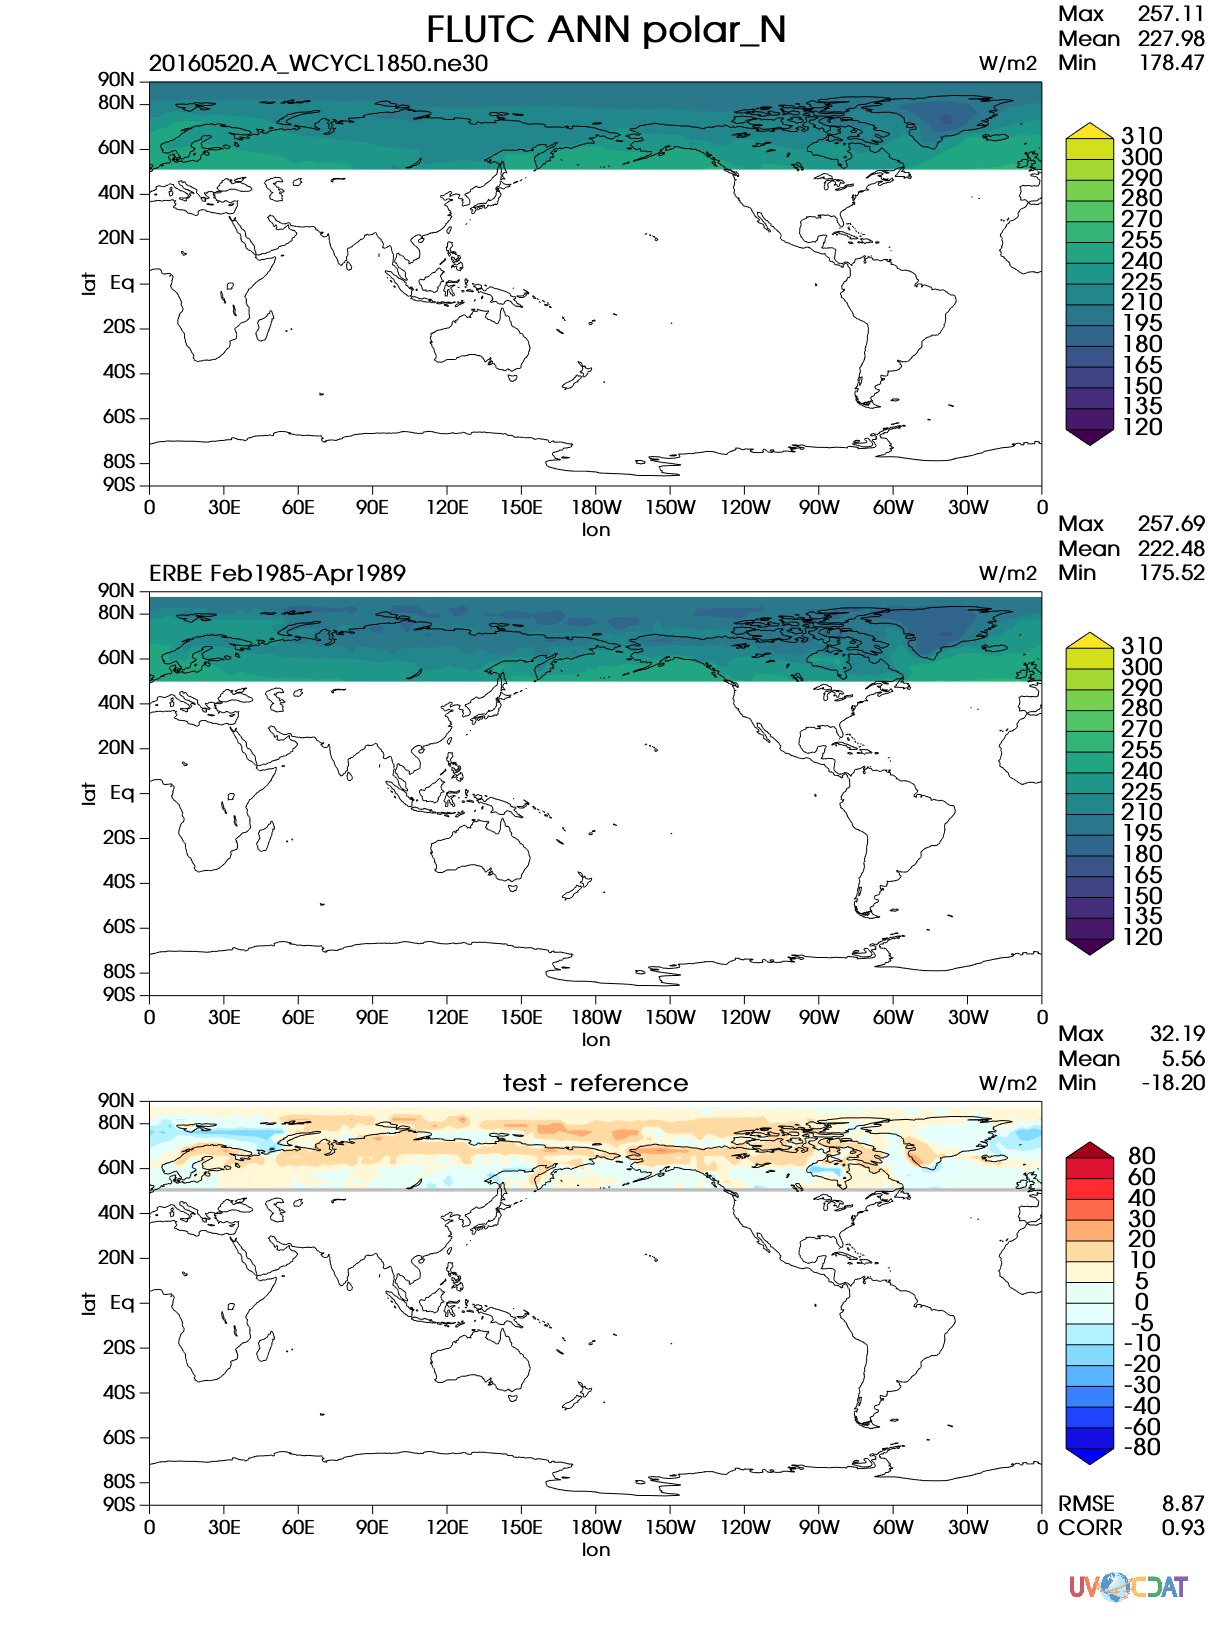 FLUTC ANN polar_N
20160520.A_WCYCL1850.ne30
W/m2
Max 257.11
Mean 227.98
Min 178.47
90N
80N
60N
40N
20N
Eq
20S
40S
60S
80S
90S
lat
0 30E 60E 90E 120E 150E 180W 150W 120W 90W 60W 30W 0
lon
310
300
290
280
270
255
240
225
210
195
180
165
150
135
120
ERBE Feb1985-Apr1989
W/m2
Max 257.69
Mean 222.48
Min 175.52
90N
80N
60N
40N
20N
Eq
20S
40S
60S
80S
90S
lat
0 30E 60E 90E 120E 150E 180W 150W 120W 90W 60W 30W 0
lon
310
300
290
280
270
255
240
225
210
195
180
165
150
135
120
test - reference
W/m2
Max 32.19
Mean 5.56
Min -18.20
90N
80N
60N
40N
20N
Eq
20S
40S
60S
80S
90S
lat
0 30E 60E 90E 120E 150E 180W 150W 120W 90W 60W 30W 0
lon
80
60
40
30
20
10
5
0
-5
-10
-20
-30
-40
-60
-80
RMSE 8.87
CORR 0.93
UV CDAT